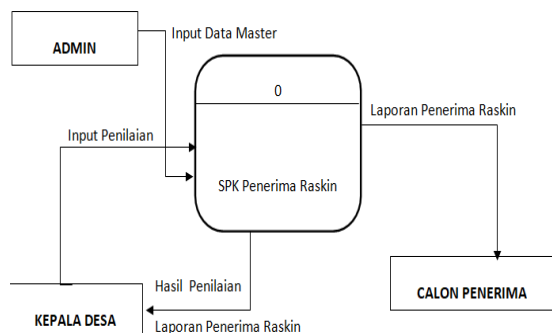 Input Data Master
ADMIN
0
Laporan Penerima Raskin
Input Penilaian
SPK Penerima Raskin
Hasil Penilaian
CALON PENERIMA
KEPALA DESA
Laporan Penerima Raskin